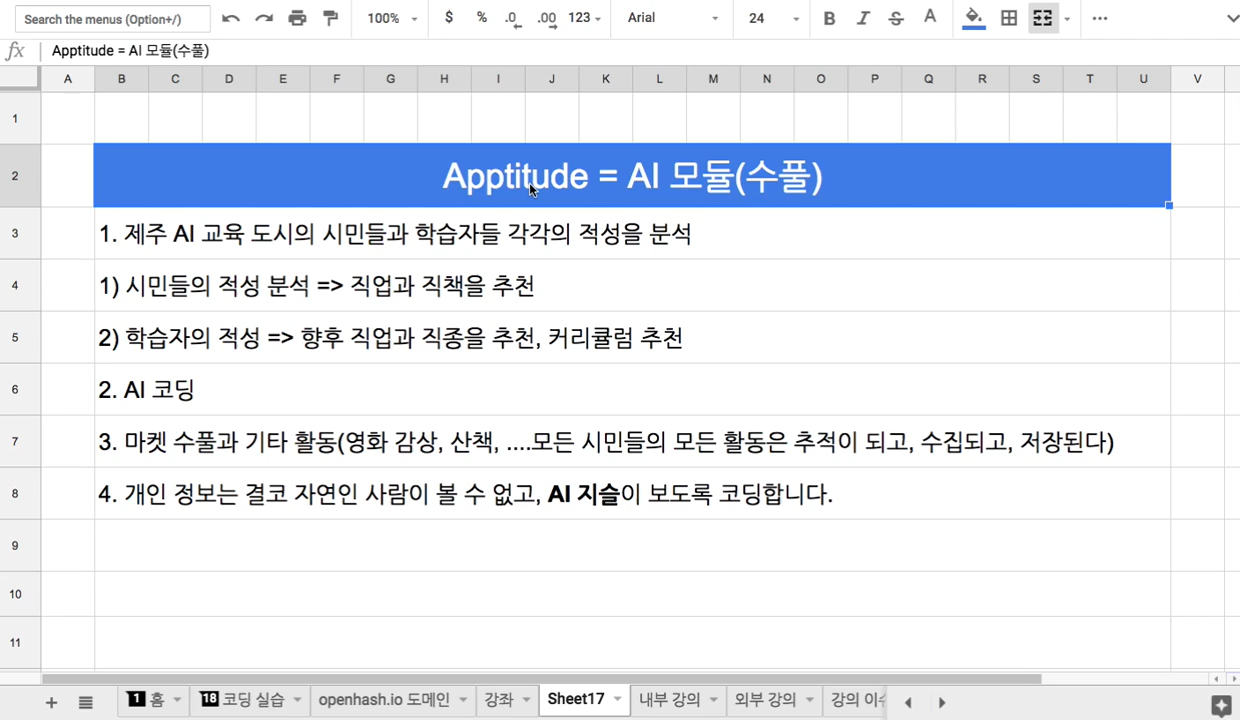 Search the menus (Option+/)
100%
$ % .0 .00 123
Arial
24
B I S A
fx
Apptitude = AI 모듈(수풀)
A B C D E F G H I J K L M N O P Q R S T U V
1
2 Apptitude = AI 모듈(수풀)
3 1. 제주 AI 교육 도시의 시민들과 학습자들 각각의 적성을 분석
4 1) 시민들의 적성 분석 => 직업과 직책을 추천
5 2) 학습자의 적성 => 향후 직업과 직종을 추천, 커리큘럼 추천
6 2. AI 코딩
7 3. 마켓 수풀과 기타 활동(영화 감상, 산책, ....모든 시민들의 모든 활동은 추적이 되고, 수집되고, 저장된다)
8 4. 개인 정보는 결코 자연인 사람이 볼 수 없고, AI 지슬이 보도록 코딩합니다.
9
10
11
1 홈 18 코딩 실습 openhash.io 도메인 강좌 Sheet17 내부 강의 외부 강의 강의